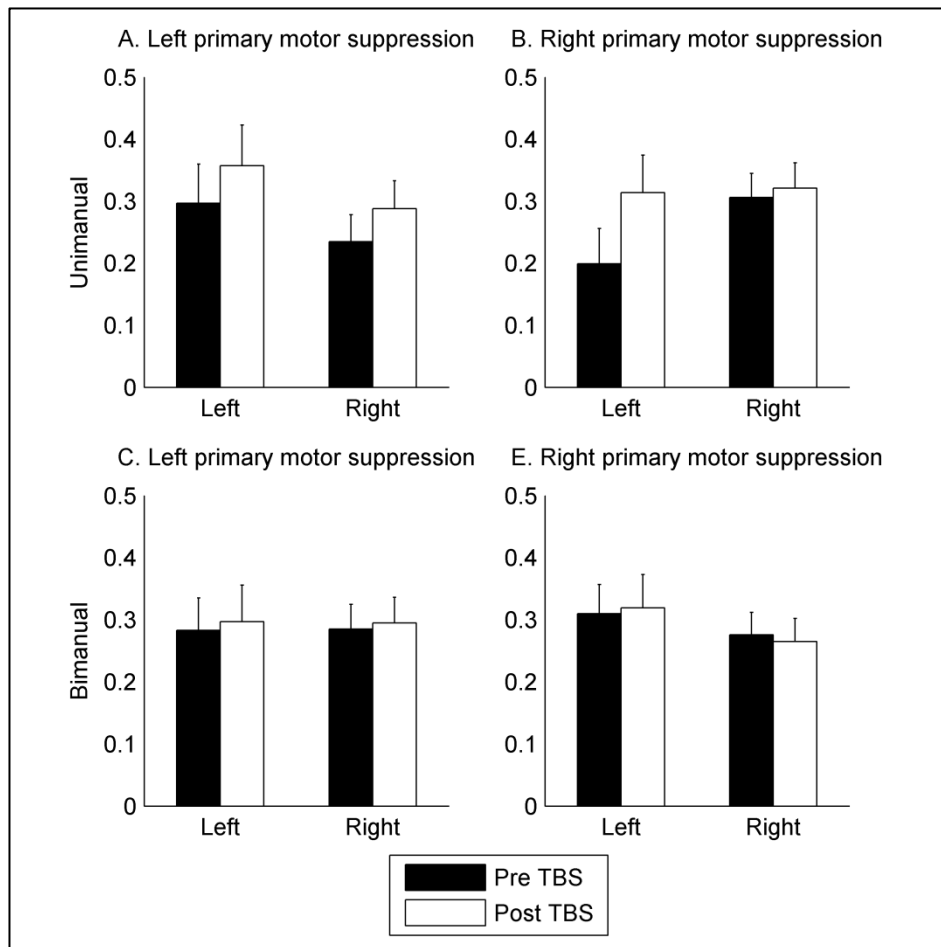 A. Left primary motor suppression
B. Right primary motor suppression
Unimanual
0.5
0.4
0.3
0.2
0.1
0
Left
Right
0.5
0.4
0.3
0.2
0.1
0
Left
Right
C. Left primary motor suppression
E. Right primary motor suppression
Bimanual
0.5
0.4
0.3
0.2
0.1
0
Left
Right
0.5
0.4
0.3
0.2
0.1
0
Left
Right
Pre TBS
Post TBS